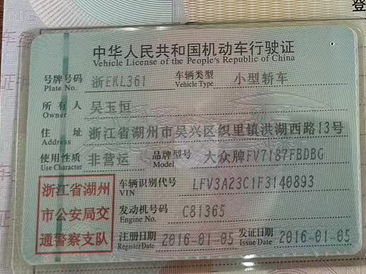 中华人民共和国机动车行驶证
Vehicle License of the People's Republic of China
号牌号码 浙EKL361 车辆类型 小型轿车
Plate No. Vehicle Type
所有人 吴玉恒
Owner
住址 浙江省湖州市吴兴区织里镇洪湖西路13号
Address
使用性质 非营运 品牌型号 大众牌FV7187FBDBG
Use Character Model
浙江省湖州
市公安局交
通警察支队
车辆识别代号 LFV3A23C1F3140893
VIN
发动机号码 C81365
Engine No.
注册日期 2016-01-05 发证日期 2016-01-05
Register Date Issue Date